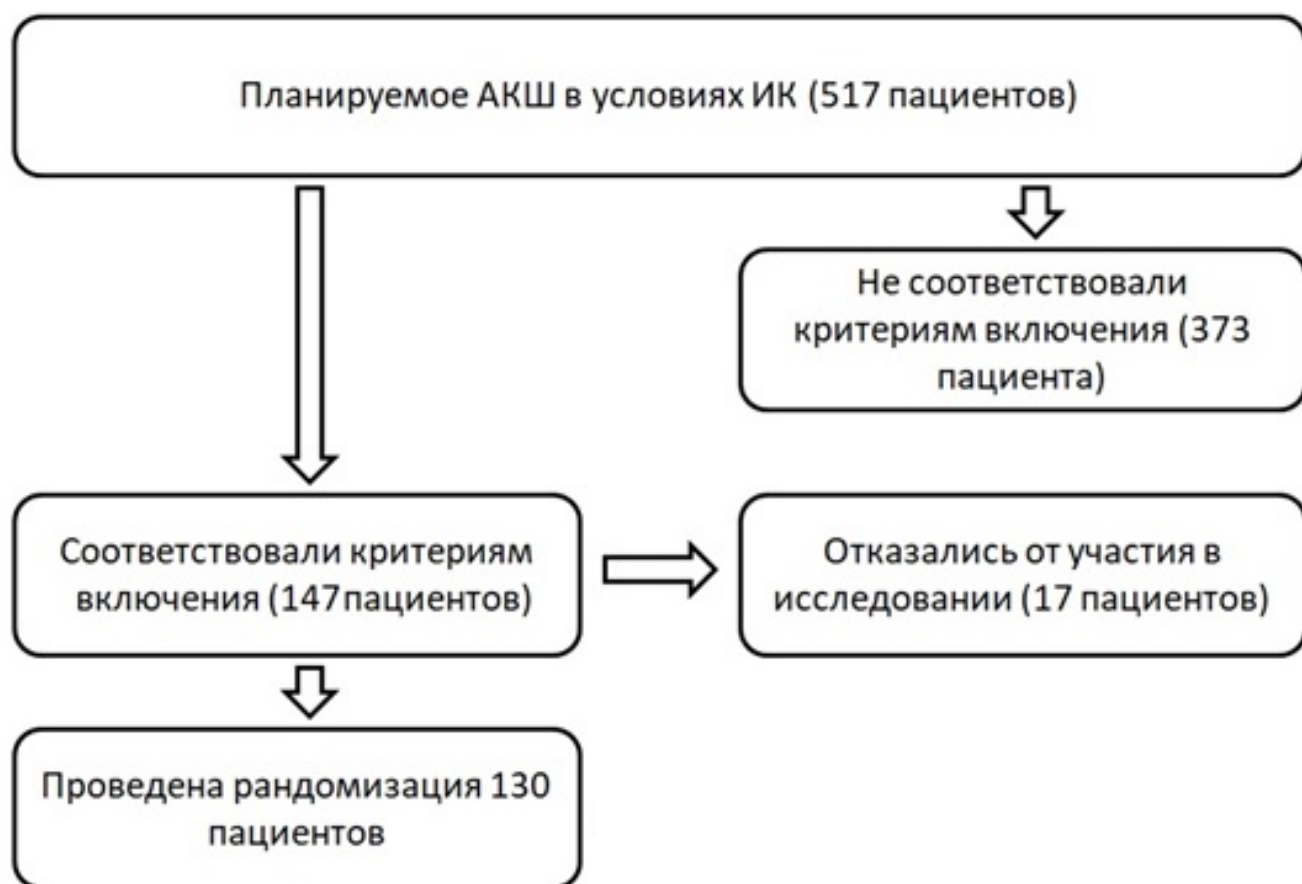 Планируемое АКШ в условиях ИК (517 пациентов)
Не соответствовали
критериям включения (373
пациента)
Соответствовали критериям
включения (147пациентов)
Отказались от участия в
исследовании (17 пациентов)
Проведена рандомизация 130
пациентов